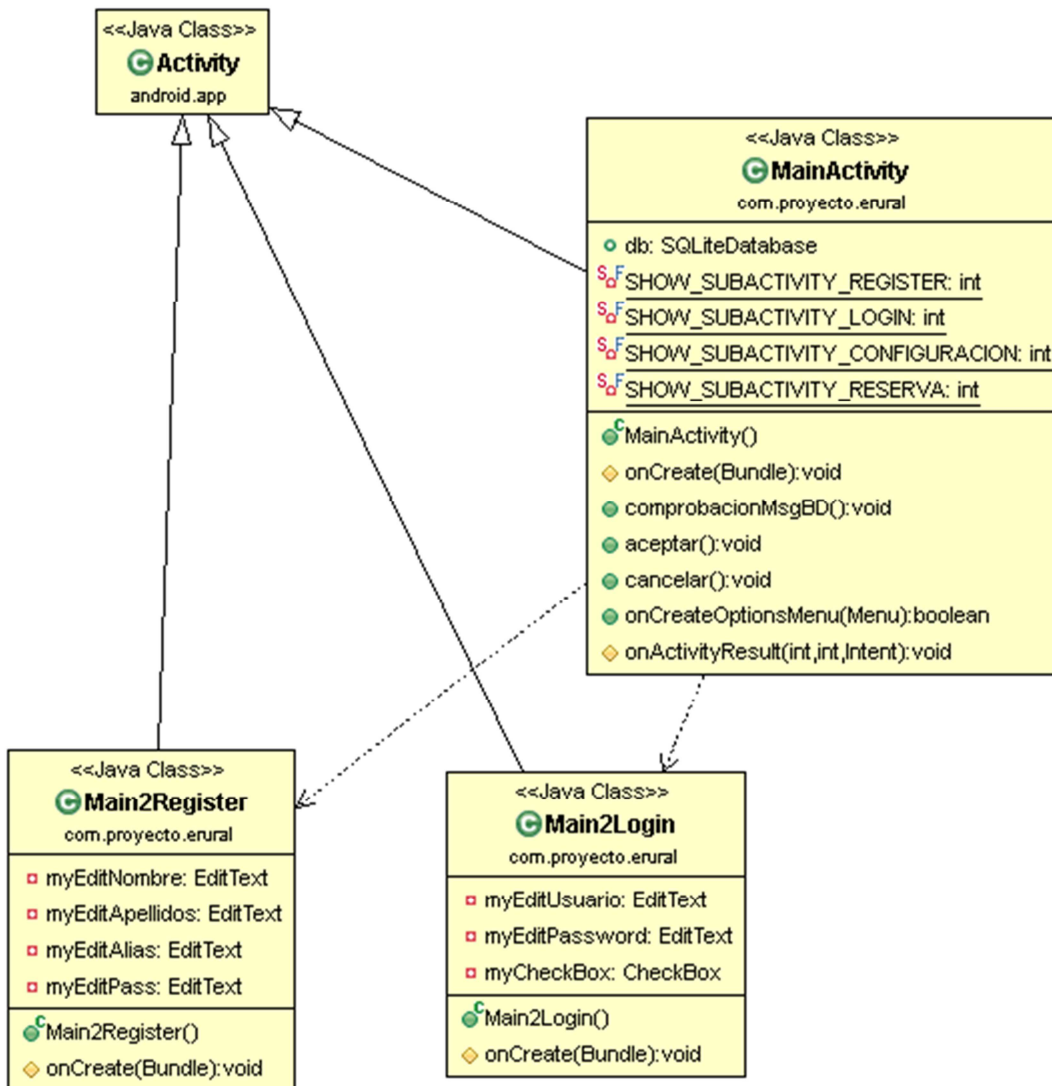 <<Java Class>>
Activity
android.app
<<Java Class>>
MainActivity
com.proyecto.erural
db: SQLiteDatabase
SHOW_SUBACTIVITY_REGISTER: int
SHOW_SUBACTIVITY_LOGIN: int
SHOW_SUBACTIVITY_CONFIGURACION: int
SHOW_SUBACTIVITY_RESERVA: int
MainActivity()
onCreate(Bundle):void
comprobacionMsgBD():void
aceptar():void
cancelar():void
onCreateOptionsMenu(Menu):boolean
onActivityResult(int,int,Intent):void
<<Java Class>>
Main2Register
com.proyecto.erural
myEditNombre: EditText
myEditApellidos: EditText
myEditAlias: EditText
myEditPass: EditText
Main2Register()
onCreate(Bundle):void
<<Java Class>>
Main2Login
com.proyecto.erural
myEditUsuario: EditText
myEditPassword: EditText
myCheckBox: CheckBox
Main2Login()
onCreate(Bundle):void